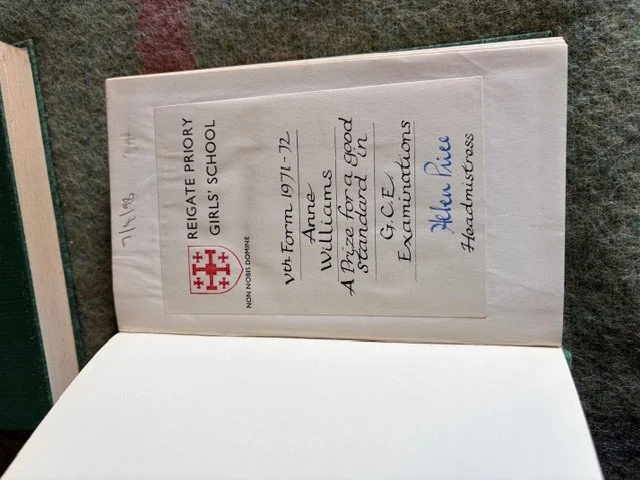 REIGATE PRIORY
GIRLS' SCHOOL
NON NOBIS DOMINE
Vth Form 1971-72
Anne
Williams
A Prize for a good
standard in
G.C.E.
Examinations
Helen Price
Headmistress